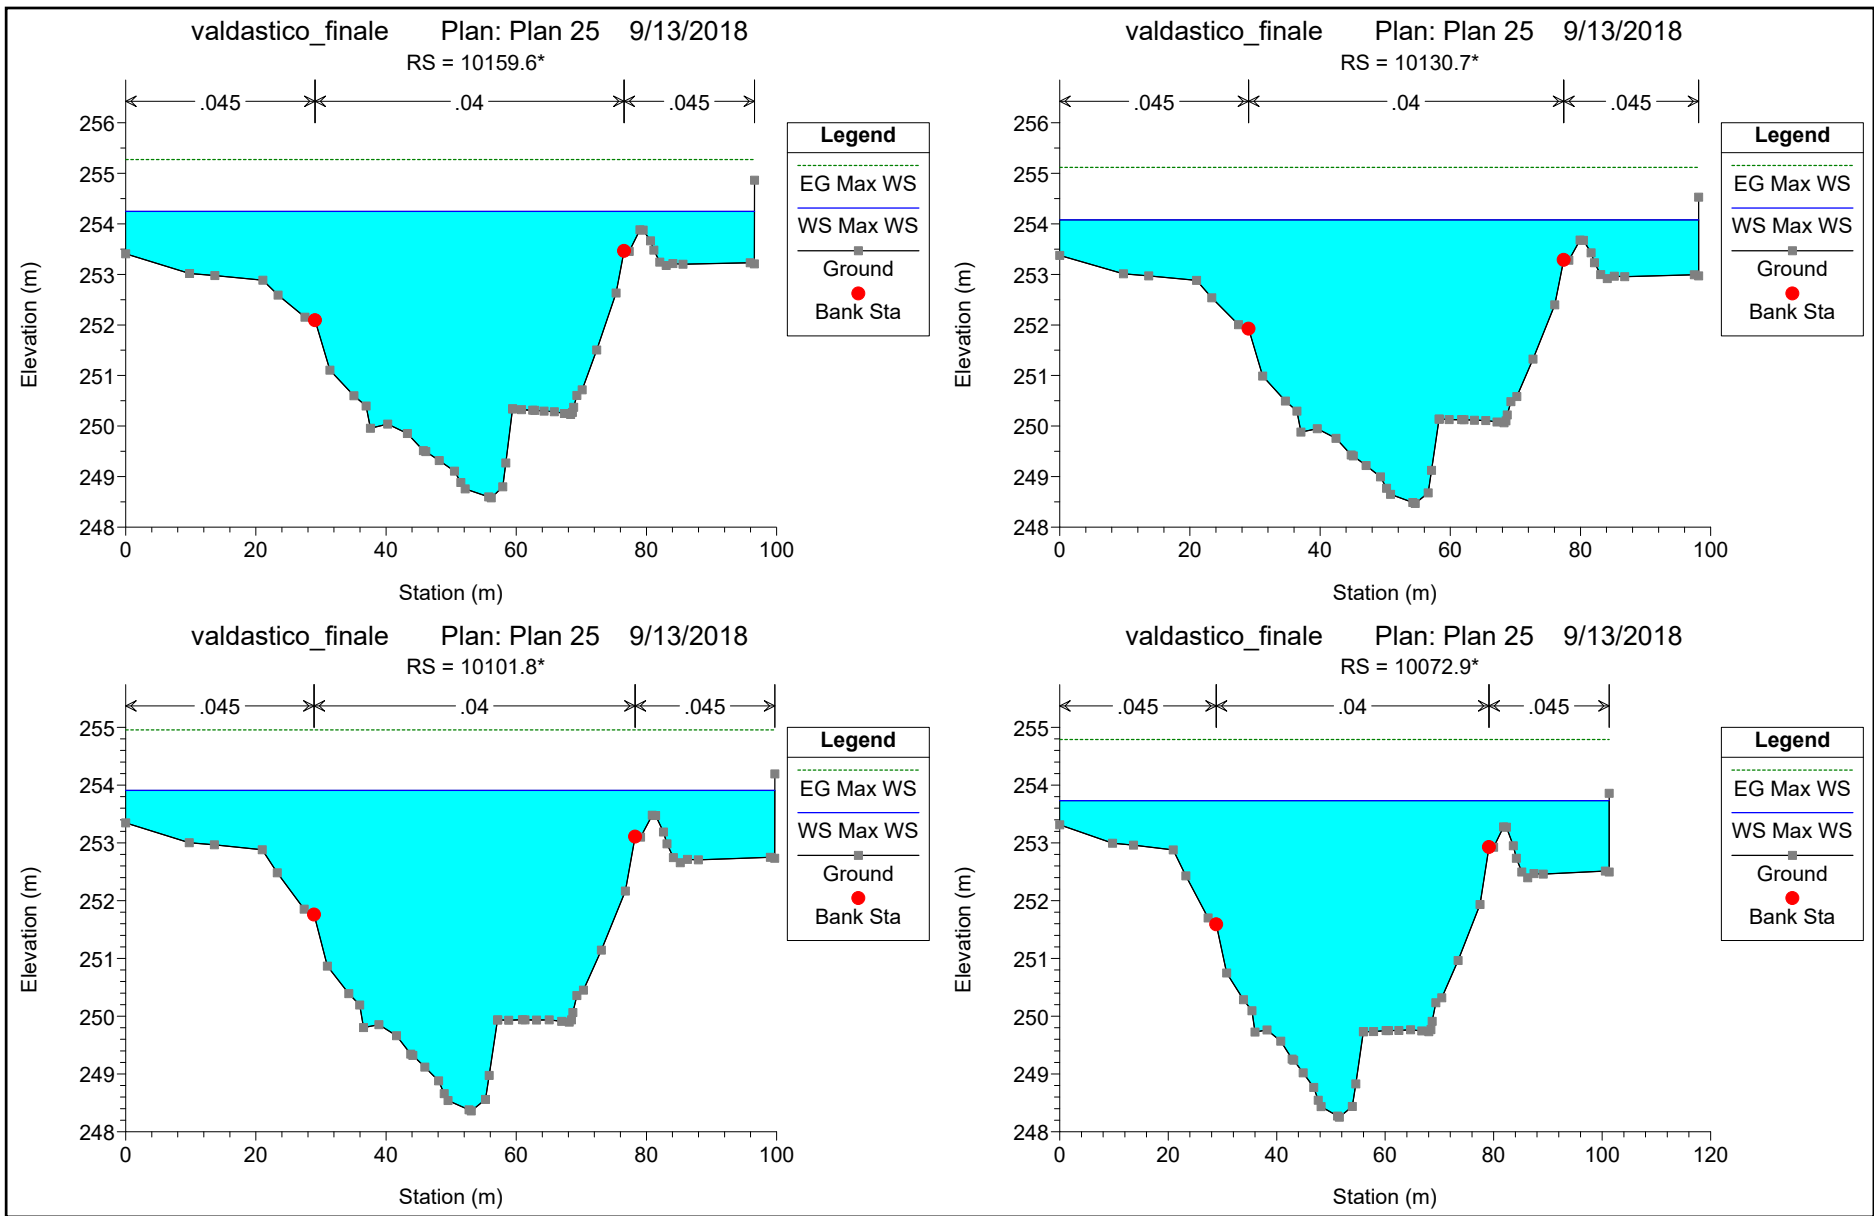 valdastico_finale Plan: Plan 25 9/13/2018
RS = 10159.6*
.045 .04 .045
256
255
254
253
252
251
250
249
248
0 20 40 60 80 100
Station (m)
Elevation (m)
Legend
EG Max WS
WS Max WS
Ground
Bank Sta
valdastico_finale Plan: Plan 25 9/13/2018
RS = 10130.7*
.045 .04 .045
256
255
254
253
252
251
250
249
248
0 20 40 60 80 100
Station (m)
Elevation (m)
Legend
EG Max WS
WS Max WS
Ground
Bank Sta
valdastico_finale Plan: Plan 25 9/13/2018
RS = 10101.8*
.045 .04 .045
255
254
253
252
251
250
249
248
0 20 40 60 80 100
Station (m)
Elevation (m)
Legend
EG Max WS
WS Max WS
Ground
Bank Sta
valdastico_finale Plan: Plan 25 9/13/2018
RS = 10072.9*
.045 .04 .045
255
254
253
252
251
250
249
248
0 20 40 60 80 100 120
Station (m)
Elevation (m)
Legend
EG Max WS
WS Max WS
Ground
Bank Sta